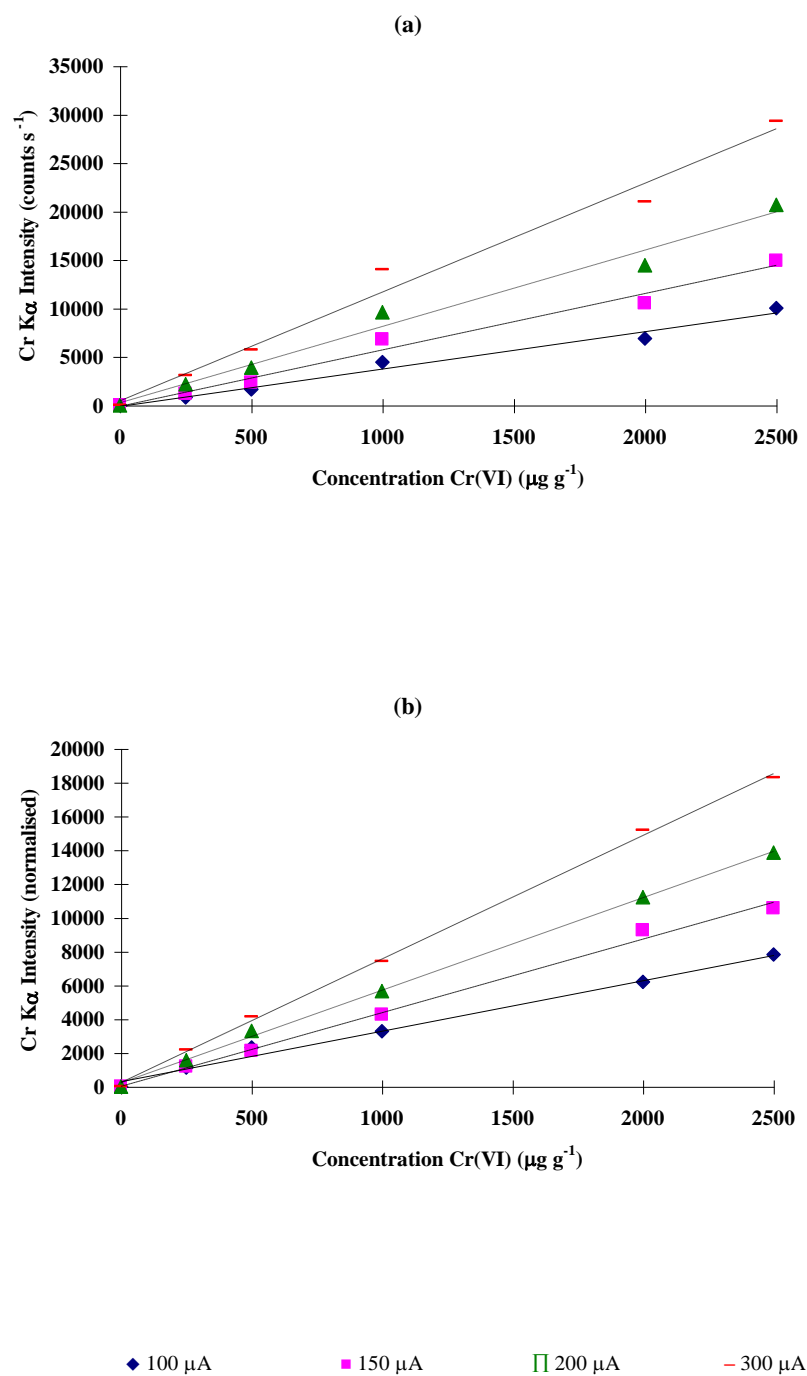 (a)
35000
30000
25000
20000
15000
10000
5000
0
Cr Kα Intensity (counts s-1)
0 500 1000 1500 2000 2500
Concentration Cr(VI) (μg g-1)
(b)
20000
18000
16000
14000
12000
10000
8000
6000
4000
2000
0
Cr Kα Intensity (normalised)
0 500 1000 1500 2000 2500
Concentration Cr(VI) (μg g-1)
100 μA 150 μA ∏ 200 μA 300 μA